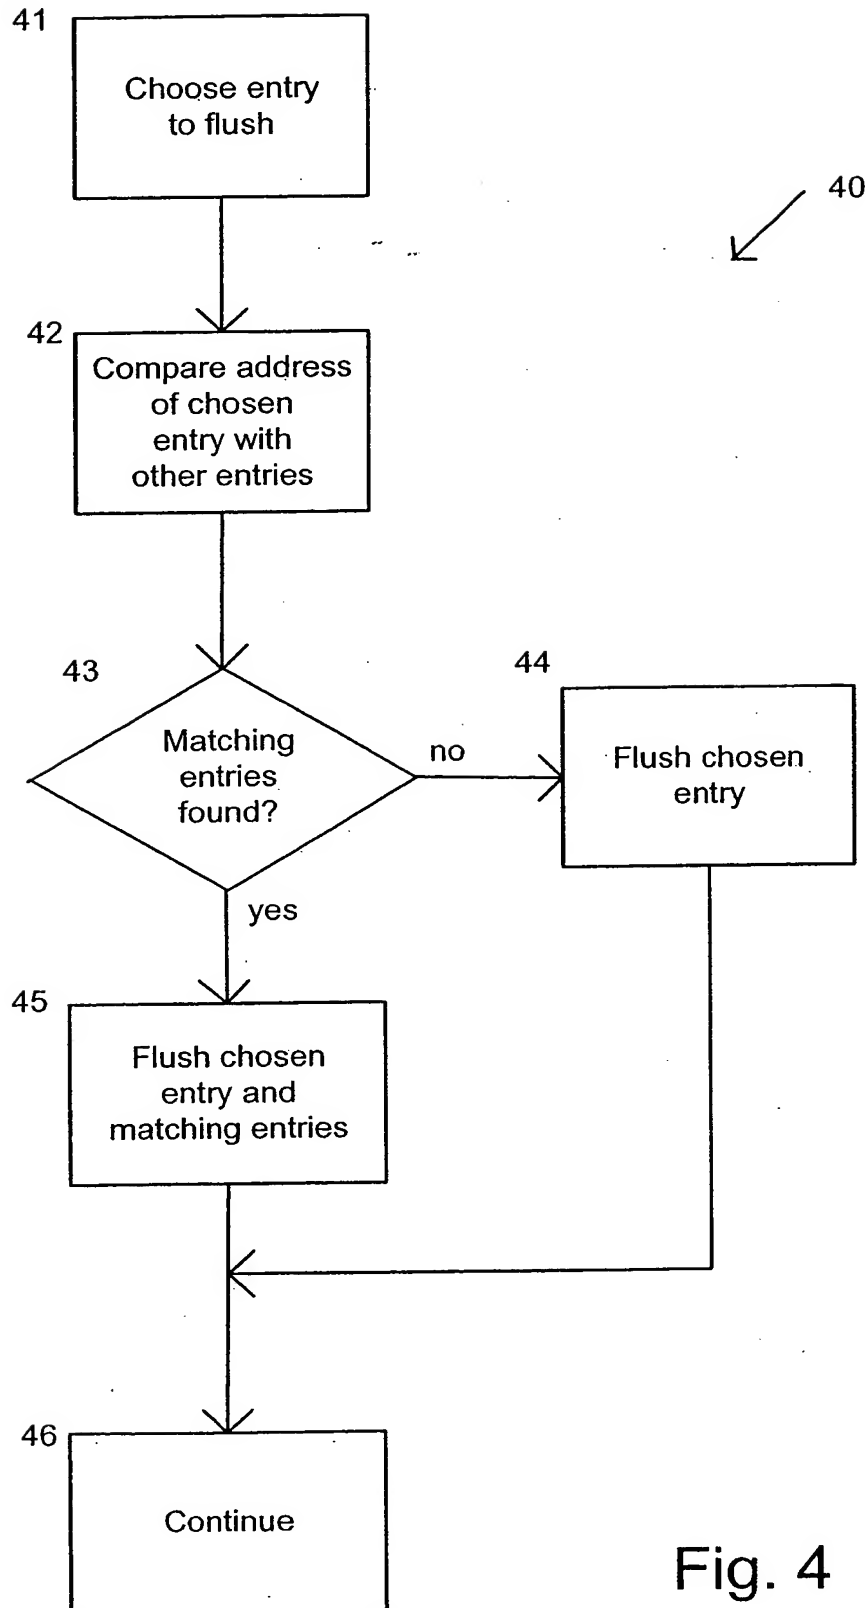 41
Choose entry
to flush
40
42
Compare address
of chosen
entry with
other entries
43
Matching
entries
found?
no
44
Flush chosen
entry
yes
45
Flush chosen
entry and
matching entries
46
Continue
Fig. 4